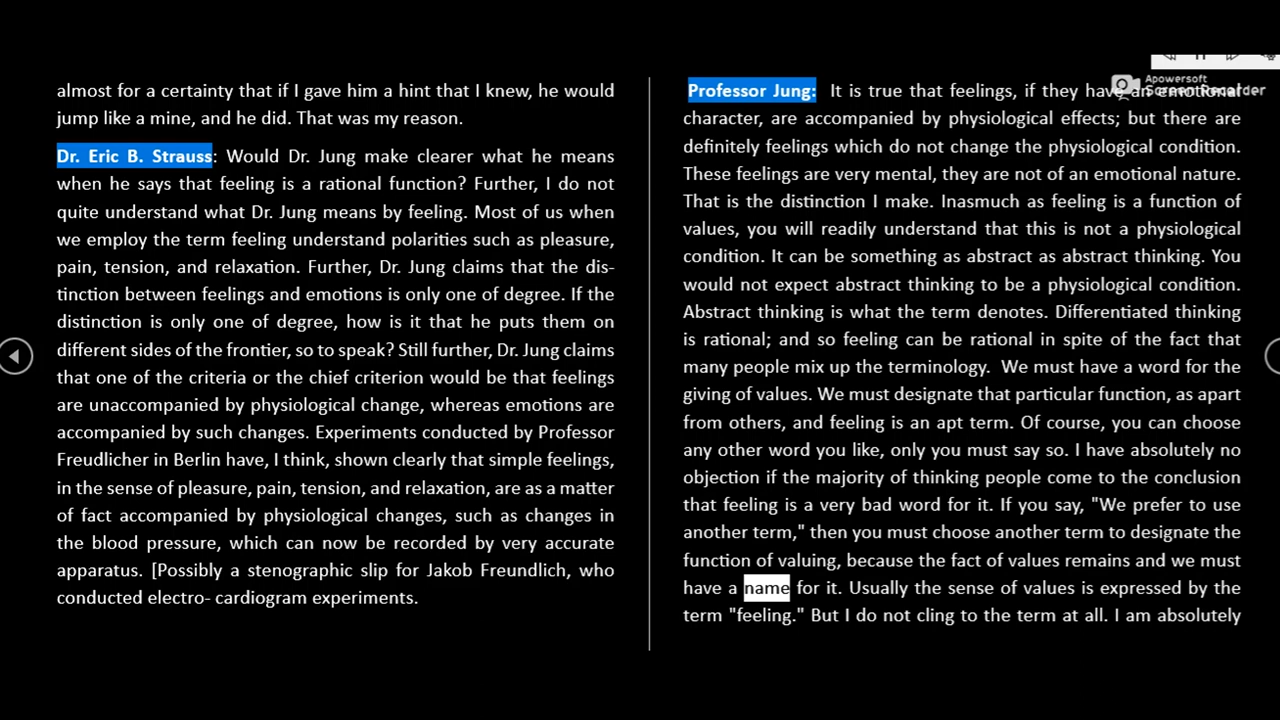 almost for a certainty that if I gave him a hint that I knew, he would
jump like a mine, and he did. That was my reason.
Dr. Eric B. Strauss: Would Dr. Jung make clearer what he means
when he says that feeling is a rational function? Further, I do not
quite understand what Dr. Jung means by feeling. Most of us when
we employ the term feeling understand polarities such as pleasure,
pain, tension, and relaxation. Further, Dr. Jung claims that the dis-
tinction between feelings and emotions is only one of degree. If the
distinction is only one of degree, how is it that he puts them on
different sides of the frontier, so to speak? Still further, Dr. Jung claims
that one of the criteria or the chief criterion would be that feelings
are unaccompanied by physiological change, whereas emotions are
accompanied by such changes. Experiments conducted by Professor
Freudlicher in Berlin have, I think, shown clearly that simple feelings,
in the sense of pleasure, pain, tension, and relaxation, are as a matter
of fact accompanied by physiological changes, such as changes in
the blood pressure, which can now be recorded by very accurate
apparatus. [Possibly a stenographic slip for Jakob Freundlich, who
conducted electro- cardiogram experiments.
Professor Jung: It is true that feelings, if they have an emotional
character, are accompanied by physiological effects; but there are
definitely feelings which do not change the physiological condition.
These feelings are very mental, they are not of an emotional nature.
That is the distinction I make. Inasmuch as feeling is a function of
values, you will readily understand that this is not a physiological
condition. It can be something as abstract as abstract thinking. You
would not expect abstract thinking to be a physiological condition.
Abstract thinking is what the term denotes. Differentiated thinking
is rational; and so feeling can be rational in spite of the fact that
many people mix up the terminology. We must have a word for the
giving of values. We must designate that particular function, as apart
from others, and feeling is an apt term. Of course, you can choose
any other word you like, only you must say so. I have absolutely no
objection if the majority of thinking people come to the conclusion
that feeling is a very bad word for it. If you say, "We prefer to use
another term," then you must choose another term to designate the
function of valuing, because the fact of values remains and we must
have a name for it. Usually the sense of values is expressed by the
term "feeling." But I do not cling to the term at all. I am absolutely
Apowersoft
Screen Recorder